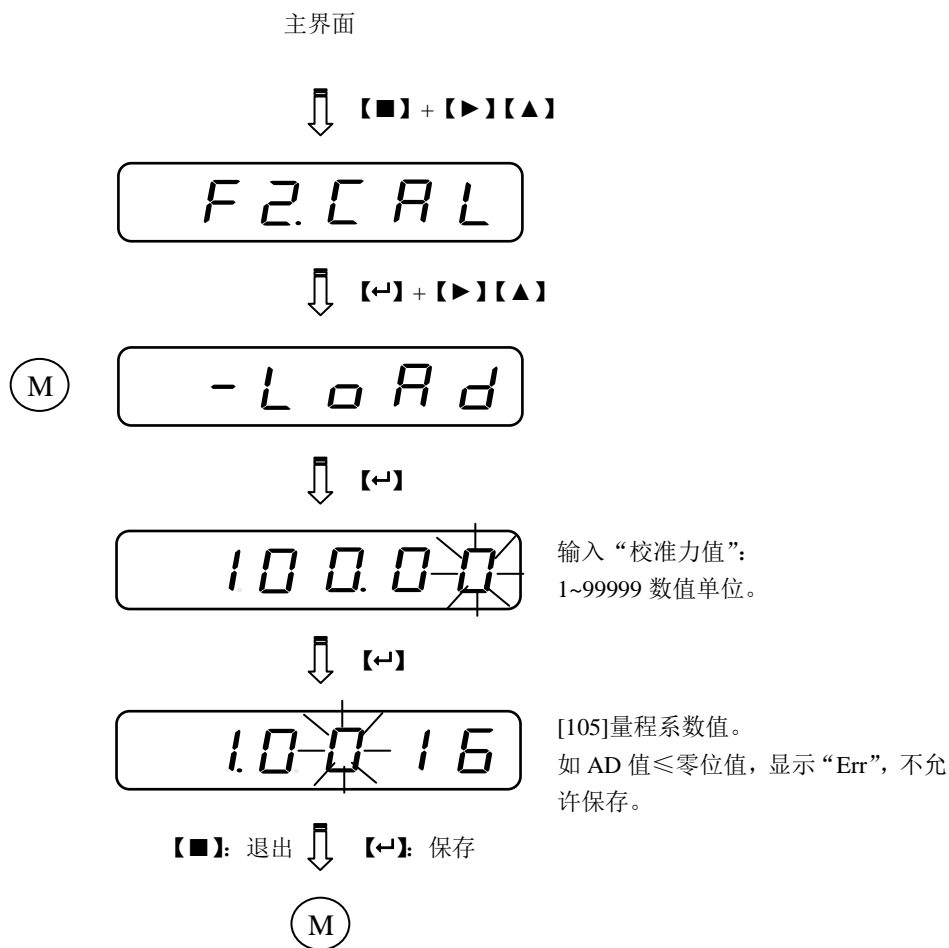 主界面
【■】+【►】【▲】
F2.CAL
【↵】+【►】【▲】
M
-LoAd
【↵】
100.00
输入“校准力值”:
1~99999 数值单位。
【↵】
1.0016
[105]量程系数值。
如 AD 值≤零位值, 显示“Err”, 不允
许保存。
【■】: 退出 【↵】: 保存
M